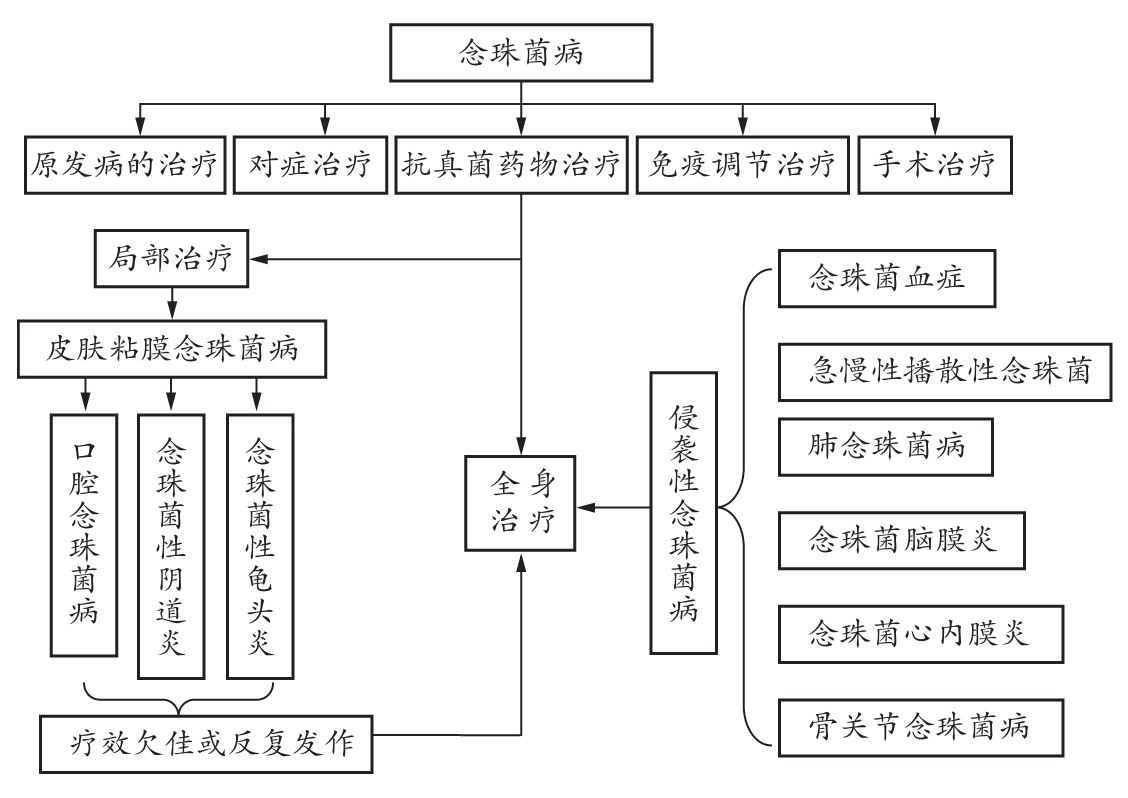 念珠菌病
原发病的治疗
对症治疗
抗真菌药物治疗
免疫调节治疗
手术治疗
局部治疗
皮肤粘膜念珠菌病
口腔念珠菌病
念珠菌性阴道炎
念珠菌性龟头炎
疗效欠佳或反复发作
全身
治疗
侵袭性念珠菌病
念珠菌血症
急慢性播散性念珠菌
肺念珠菌病
念珠菌脑膜炎
念珠菌心内膜炎
骨关节念珠菌病